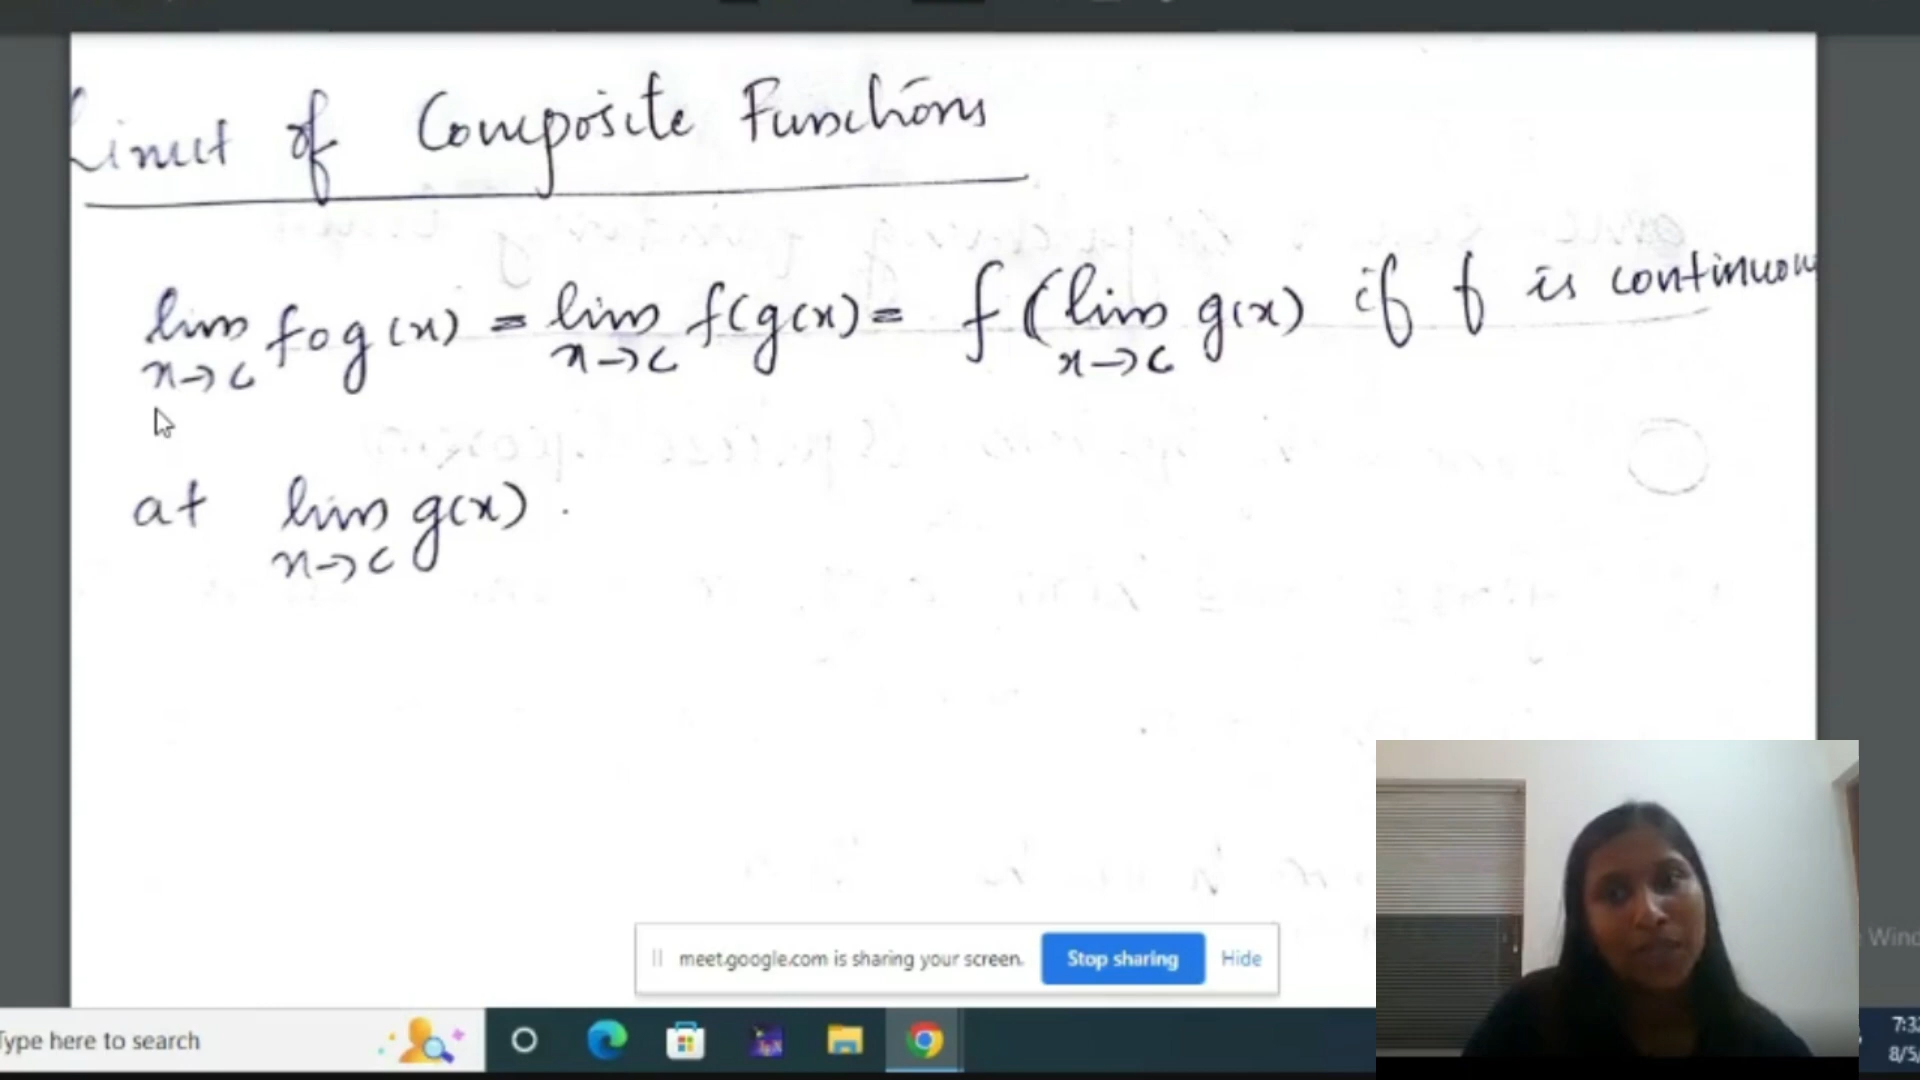 Limit of Composite Functions
lim x→c fog(x) = lim x→c f(g(x) = f(lim x→c g(x) if f is continuou
at lim x→c g(x).
meet.google.com is sharing your screen. Stop sharing Hide
Type here to search